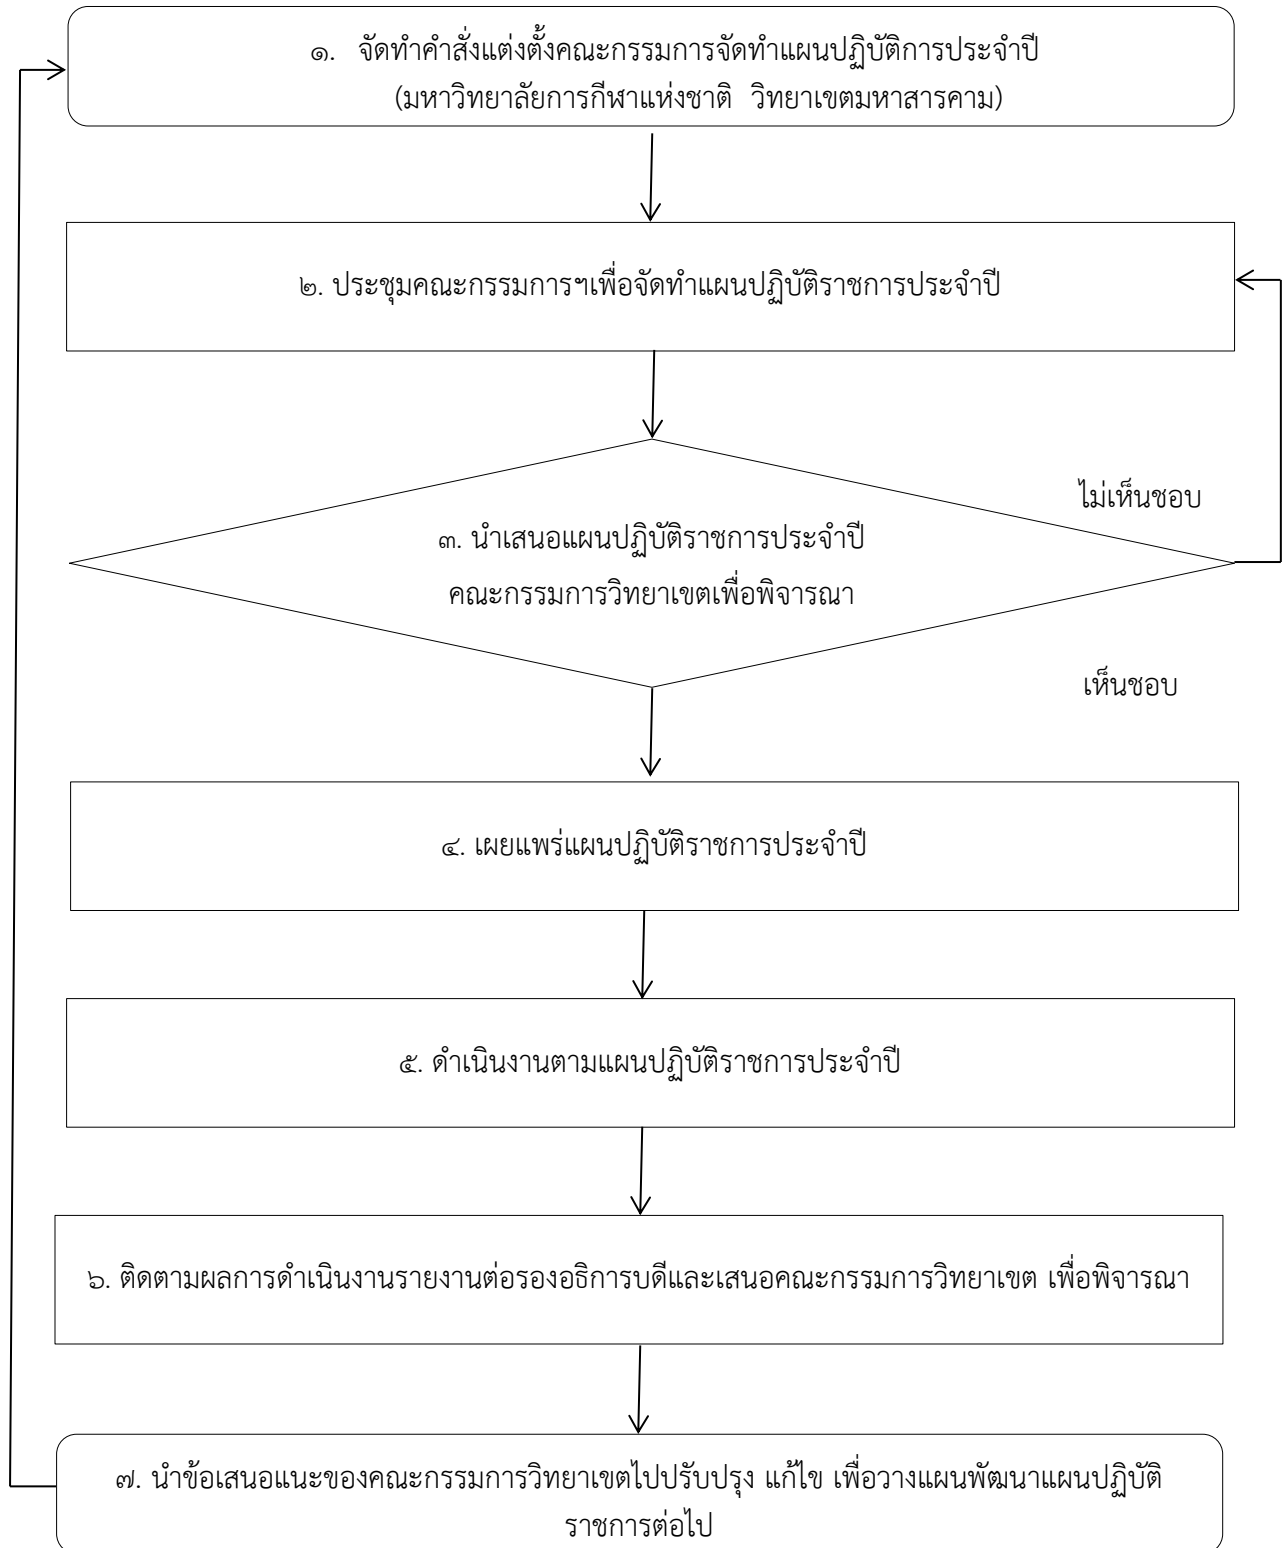 ๑. จัดทำคำสั่งแต่งตั้งคณะกรรมการจัดทำแผนปฏิบัติการประจำปี
(มหาวิทยาลัยการกีฬาแห่งชาติ วิทยาเขตมหาสารคาม)
๒. ประชุมคณะกรรมการฯเพื่อจัดทำแผนปฏิบัติราชการประจำปี
ไม่เห็นชอบ
๓. นำเสนอแผนปฏิบัติราชการประจำปี
คณะกรรมการวิทยาเขตเพื่อพิจารณา
เห็นชอบ
๔. เผยแพร่แผนปฏิบัติราชการประจำปี
๕. ดำเนินงานตามแผนปฏิบัติราชการประจำปี
๖. ติดตามผลการดำเนินงานรายงานต่อรองอธิการบดีและเสนอคณะกรรมการวิทยาเขต เพื่อพิจารณา
๗. นำข้อเสนอแนะของคณะกรรมการวิทยาเขตไปปรับปรุง แก้ไข เพื่อวางแผนพัฒนาแผนปฏิบัติ
ราชการต่อไป